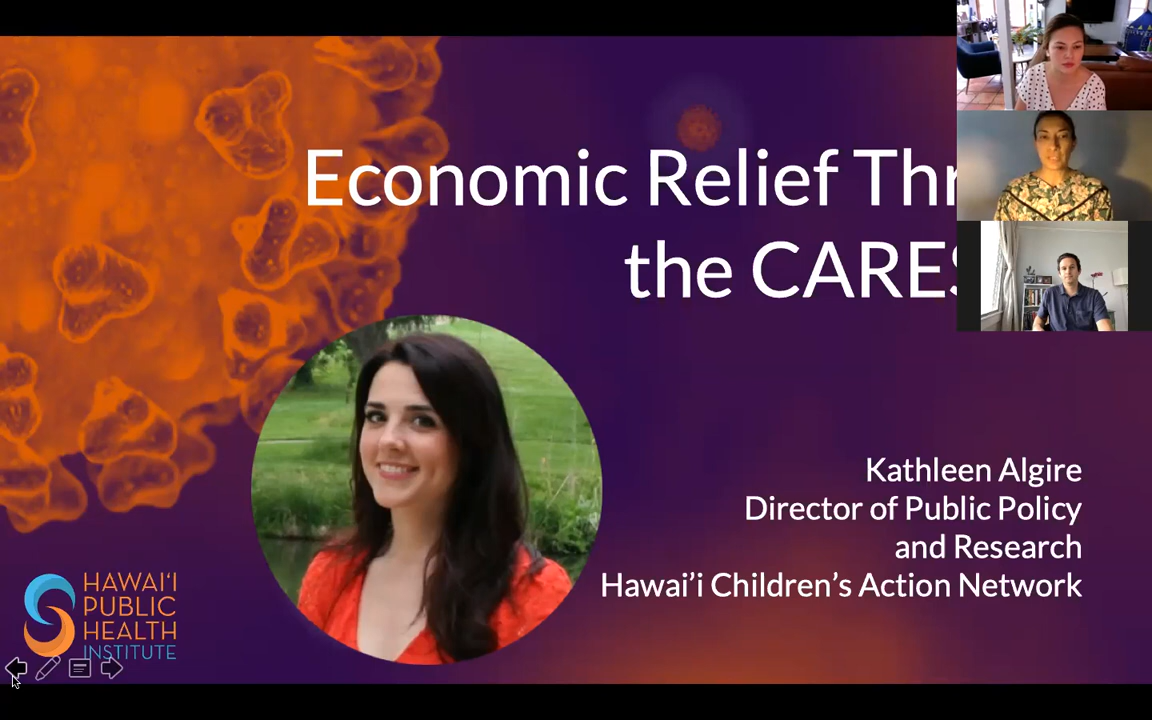 Economic Relief Thr
the CARES
Kathleen Algire
Director of Public Policy
and Research
Hawai’i Children’s Action Network
HAWAI‘I
PUBLIC
HEALTH
INSTITUTE